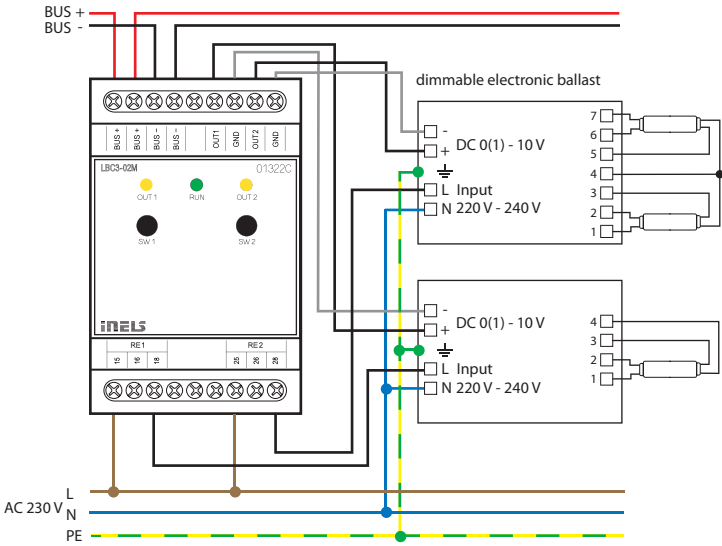 BUS +
BUS -
dimmable electronic ballast
BUS +
BUS +
BUS -
BUS -
OUT1
GND
OUT2
GND
LBC3-02M
01322C
OUT 1
RUN
OUT 2
SW 1
SW 2
iNELS
RE1
RE2
15
16
18
25
26
28
-
+ DC 0(1) - 10 V
L Input
N 220 V - 240 V
7
6
5
4
3
2
1
-
+ DC 0(1) - 10 V
L Input
N 220 V - 240 V
4
3
2
1
AC 230 V
L
N
PE